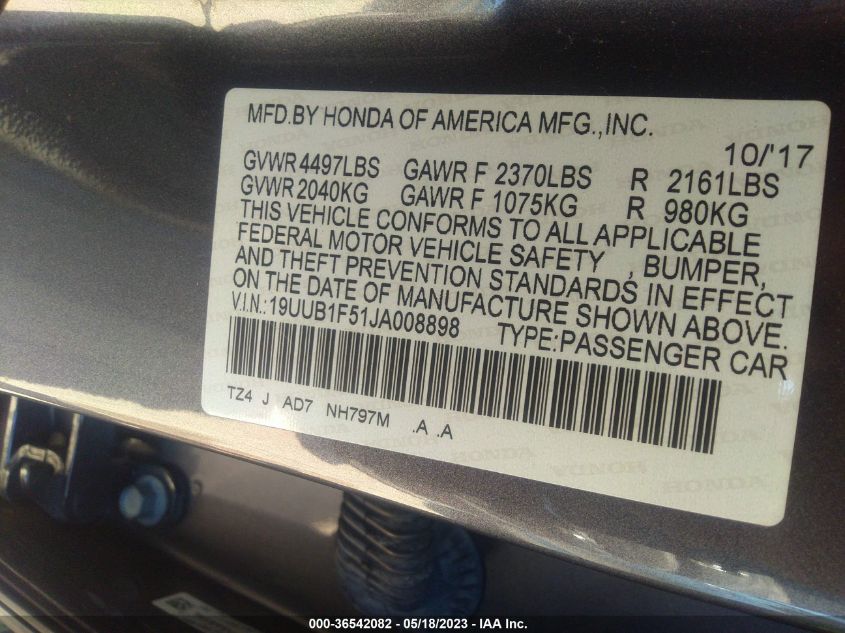 MFD.BY HONDA OF AMERICA MFG.,INC.
10/'17
GVWR 4497LBS GAWR F 2370LBS R 2161LBS
GVWR 2040KG GAWR F 1075KG R 980KG
THIS VEHICLE CONFORMS TO ALL APPLICABLE
FEDERAL MOTOR VEHICLE SAFETY , BUMPER,
AND THEFT PREVENTION STANDARDS IN EFFECT
ON THE DATE OF MANUFACTURE SHOWN ABOVE.
V.I.N.:19UUB1F51JA008898 TYPE:PASSENGER CAR
TZ4 J AD7 NH797M .A .A
HONDA HONDA
HONDA
000-36542082 - 05/18/2023 - IAA Inc.